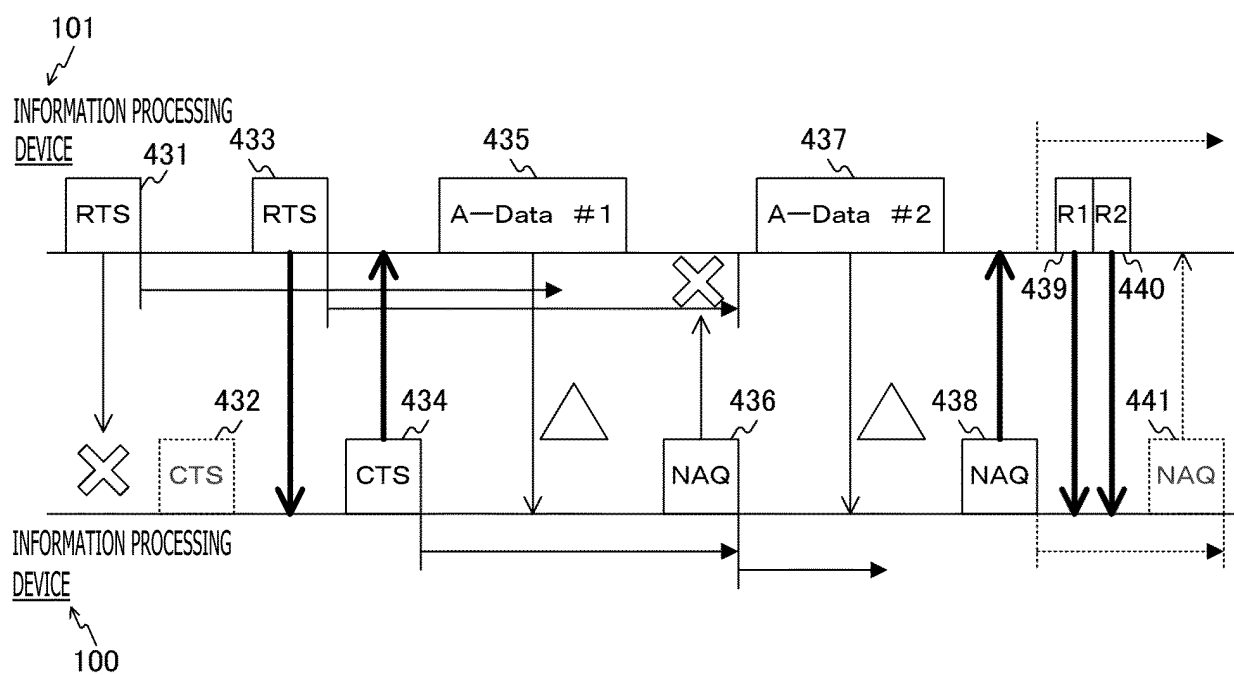 101
INFORMATION PROCESSING
DEVICE
431
433
435
437
RTS
RTS
A-Data #1
A-Data #2
R1
R2
439
440
432
434
436
438
441
CTS
CTS
NAQ
NAQ
NAQ
INFORMATION PROCESSING
DEVICE
100